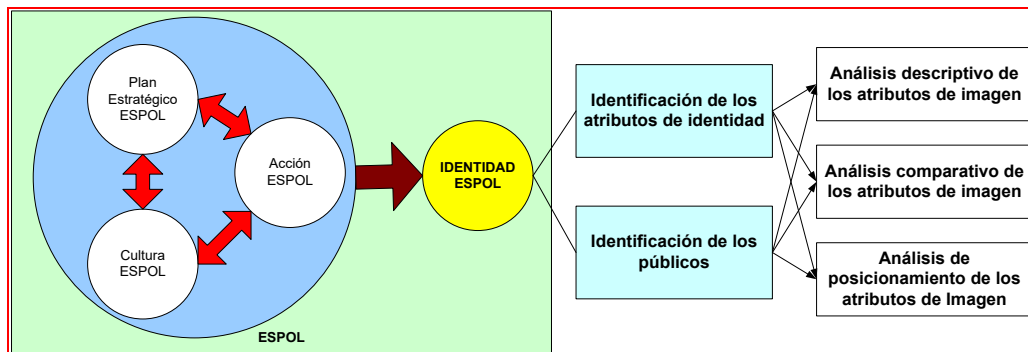 Plan
Estratégico
ESPOL
Acción
ESPOL
Cultura
ESPOL
ESPOL
IDENTIDAD
ESPOL
Identificación de los
atributos de identidad
Identificación de los
públicos
Análisis descriptivo de
los atributos de imagen
Análisis comparativo de
los atributos de imagen
Análisis de
posicionamiento de los
atributos de Imagen